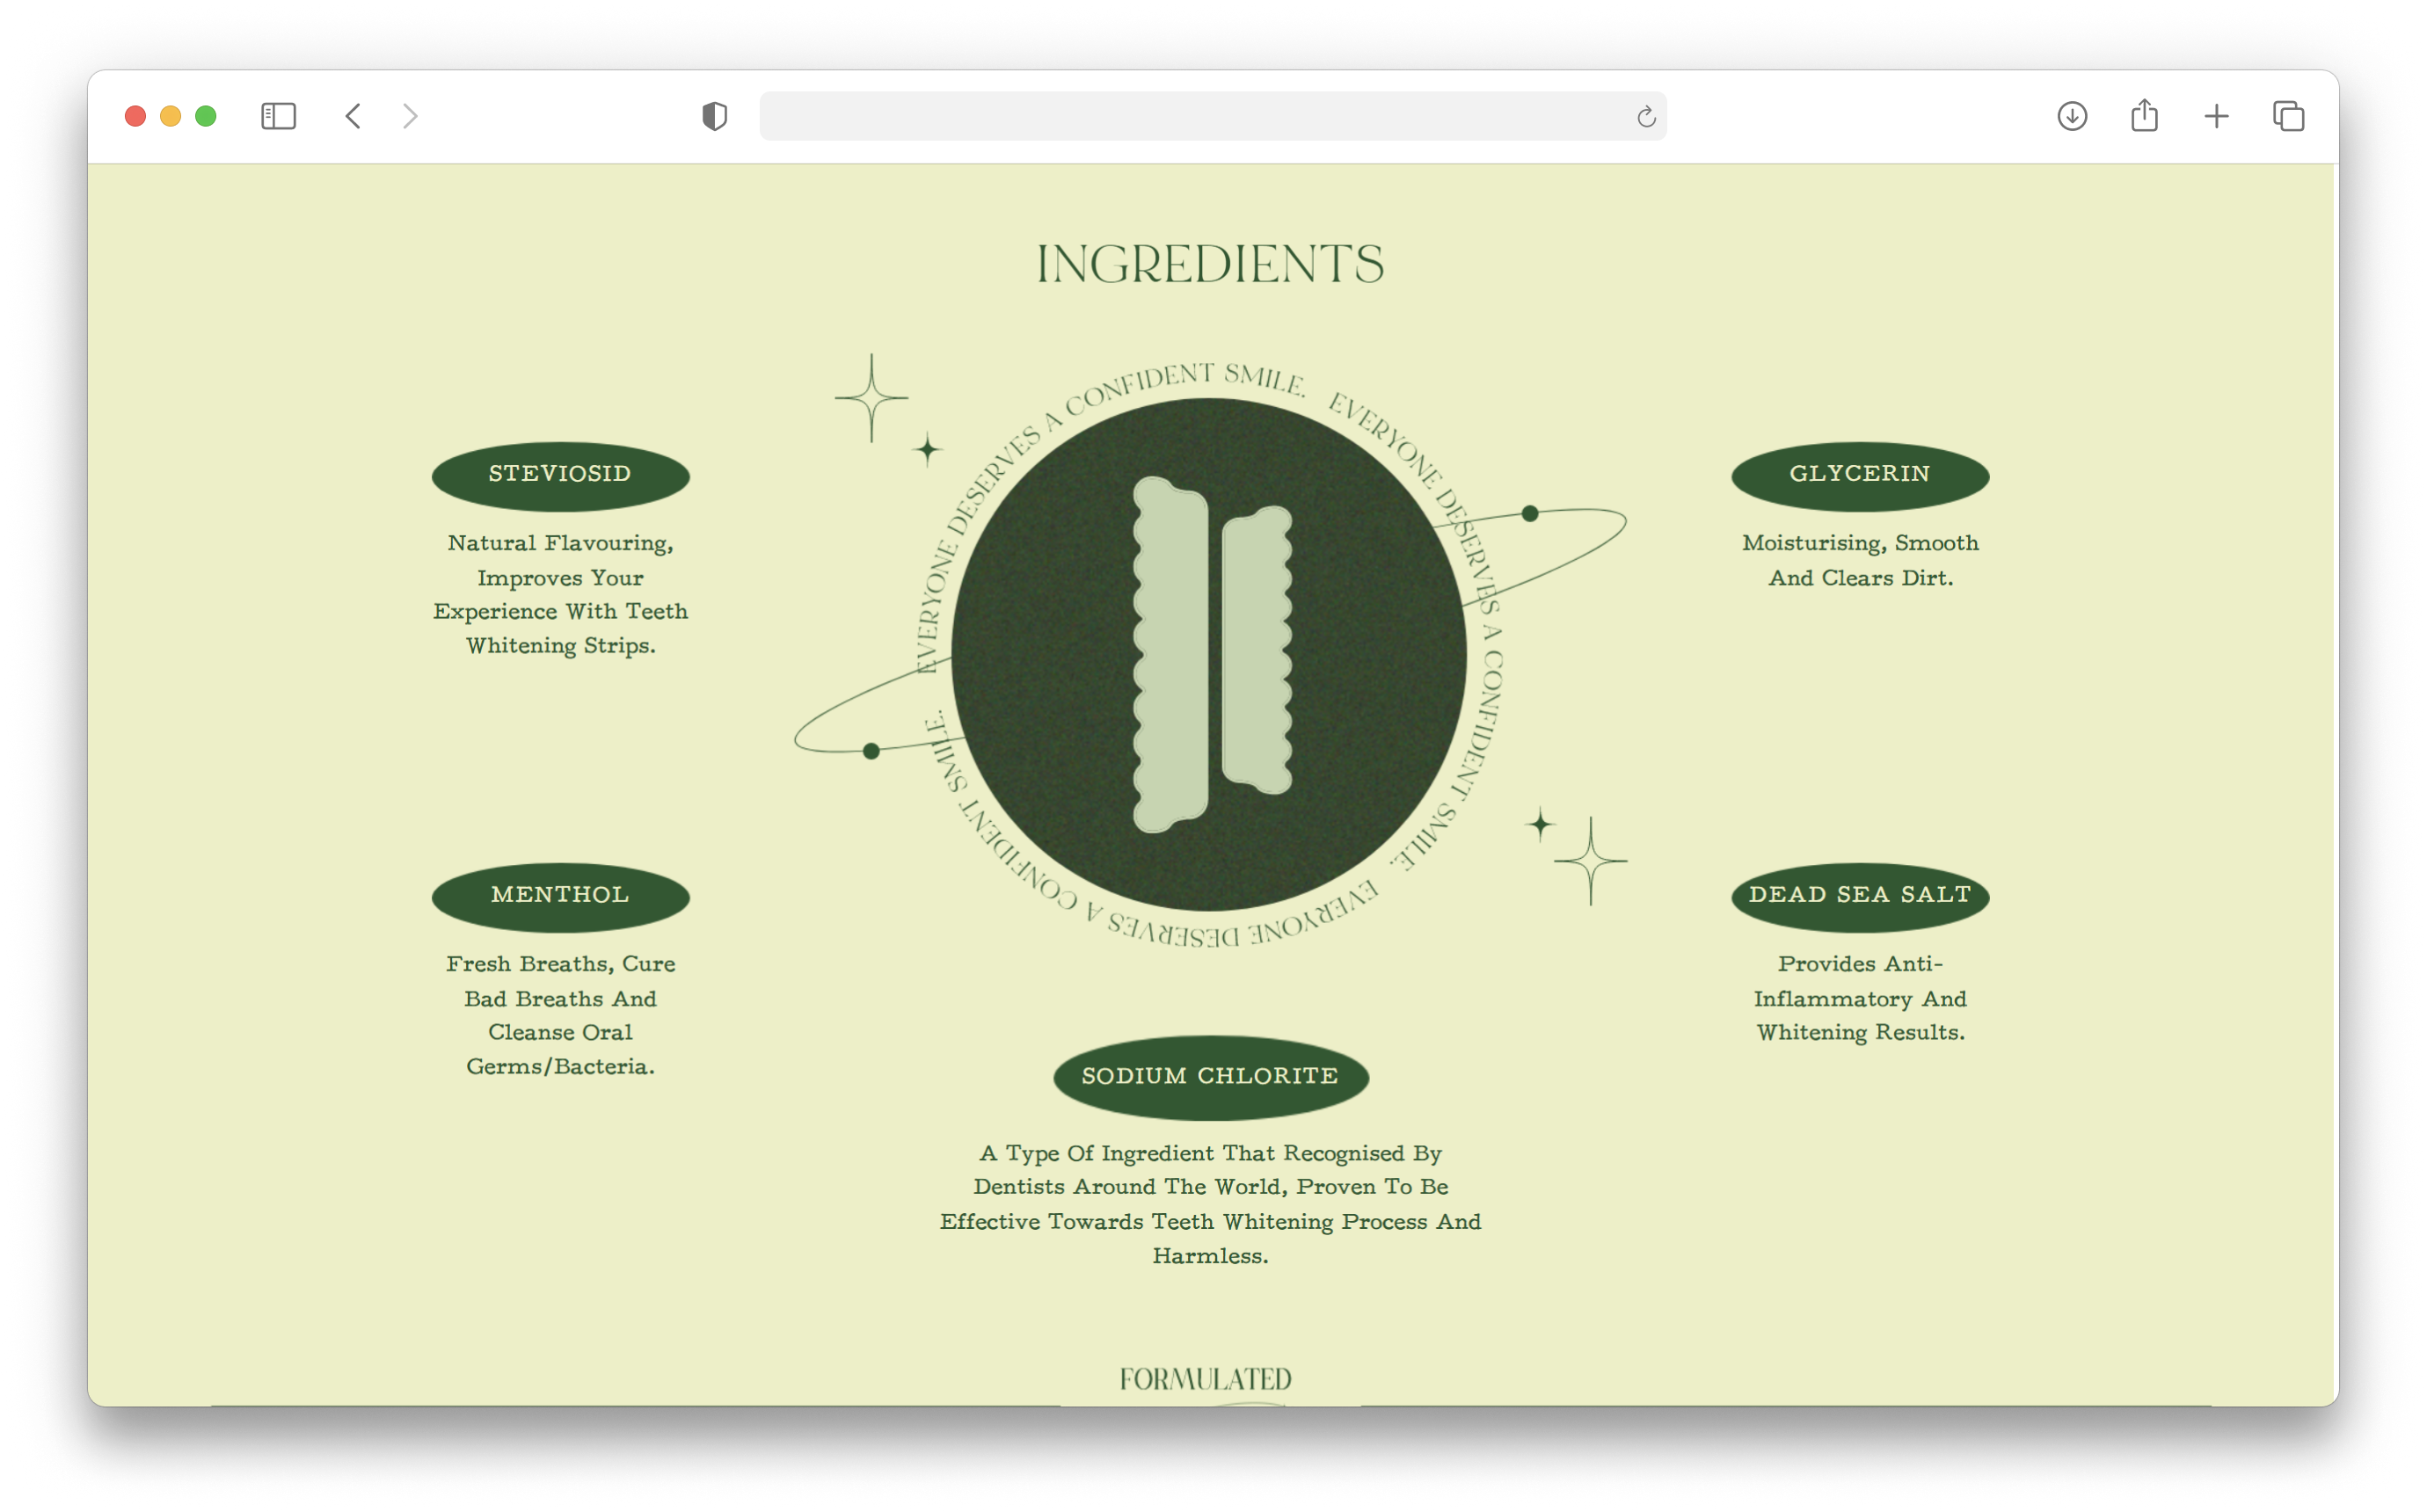 INGREDIENTS
EVERYONE DESERVES A CONFIDENT SMILE.
EVERYONE DESERVES A CONFIDENT SMILE.
EVERYONE DESERVES A CONFIDENT SMILE.
STEVIOSID
Natural Flavouring,
Improves Your
Experience With Teeth
Whitening Strips.
GLYCERIN
Moisturising, Smooth
And Clears Dirt.
MENTHOL
Fresh Breaths, Cure
Bad Breaths And
Cleanse Oral
Germs/Bacteria.
DEAD SEA SALT
Provides Anti-
Inflammatory And
Whitening Results.
SODIUM CHLORITE
A Type Of Ingredient That Recognised By
Dentists Around The World, Proven To Be
Effective Towards Teeth Whitening Process And
Harmless.
FORMULATED